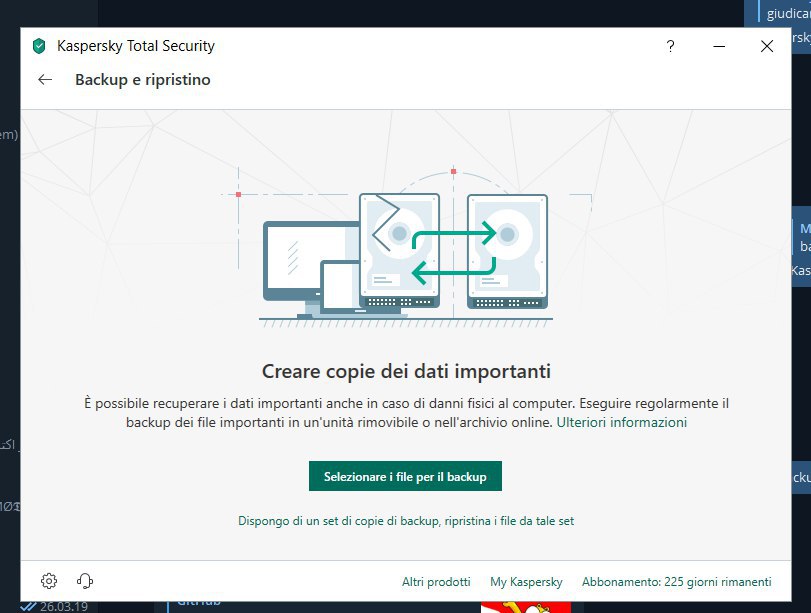 giudica
Kaspersky Total Security
?
rsky
Backup e ripristino
em)
M
ba
Kas
Creare copie dei dati importanti
È possibile recuperare i dati importanti anche in caso di danni fisici al computer. Eseguire regolarmente il
backup dei file importanti in un'unità rimovibile o nell'archivio online. Ulteriori informazioni
Selezionare i file per il backup
cku
Dispongo di un set di copie di backup, ripristina i file da tale set
Altri prodotti My Kaspersky Abbonamento: 225 giorni rimanenti
26.03.19
GitHub